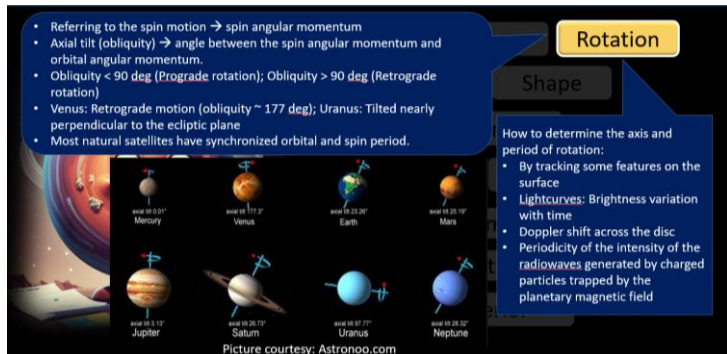 • Referring to the spin motion → spin angular momentum
• Axial tilt (obliquity) → angle between the spin angular momentum and
orbital angular momentum.
• Obliquity < 90 deg (Prograde rotation); Obliquity > 90 deg (Retrograde
rotation)
• Venus: Retrograde motion (obliquity ~ 177 deg); Uranus: Tilted nearly
perpendicular to the ecliptic plane
• Most natural satellites have synchronized orbital and spin period.
Rotation
Shape
How to determine the axis and
period of rotation:
• By tracking some features on the
surface
• Lightcurves: Brightness variation
with time
• Doppler shift across the disc
• Periodicity of the intensity of the
radiowaves generated by charged
particles trapped by the
planetary magnetic field
axial tilt 0.01° axial tilt 177.3° axial tilt 23.26° axial tilt 25.19°
Mercury Venus Earth Mars
axial tilt 3.13° axial tilt 26.73° axial tilt 97.77° axial tilt 28.32°
Jupiter Saturn Uranus Neptune
Picture courtesy: Astronoo.com